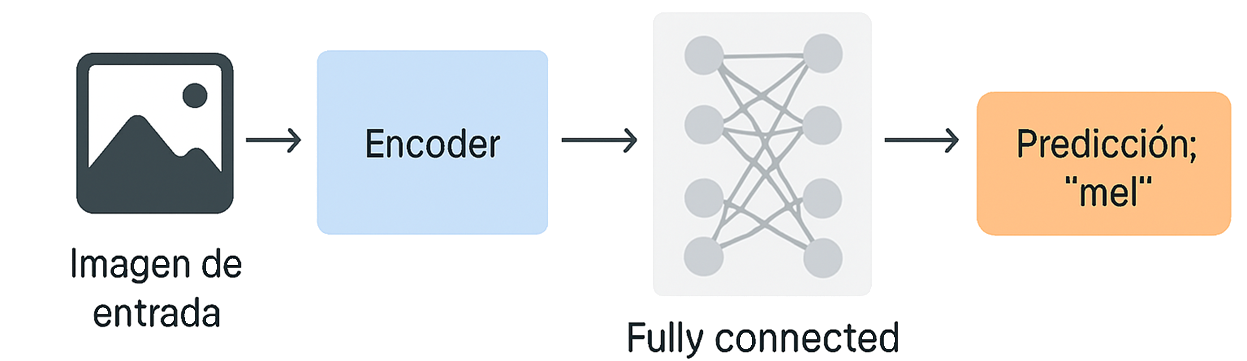 Imagen de
entrada
Encoder
Fully connected
Predicción;
"mel"